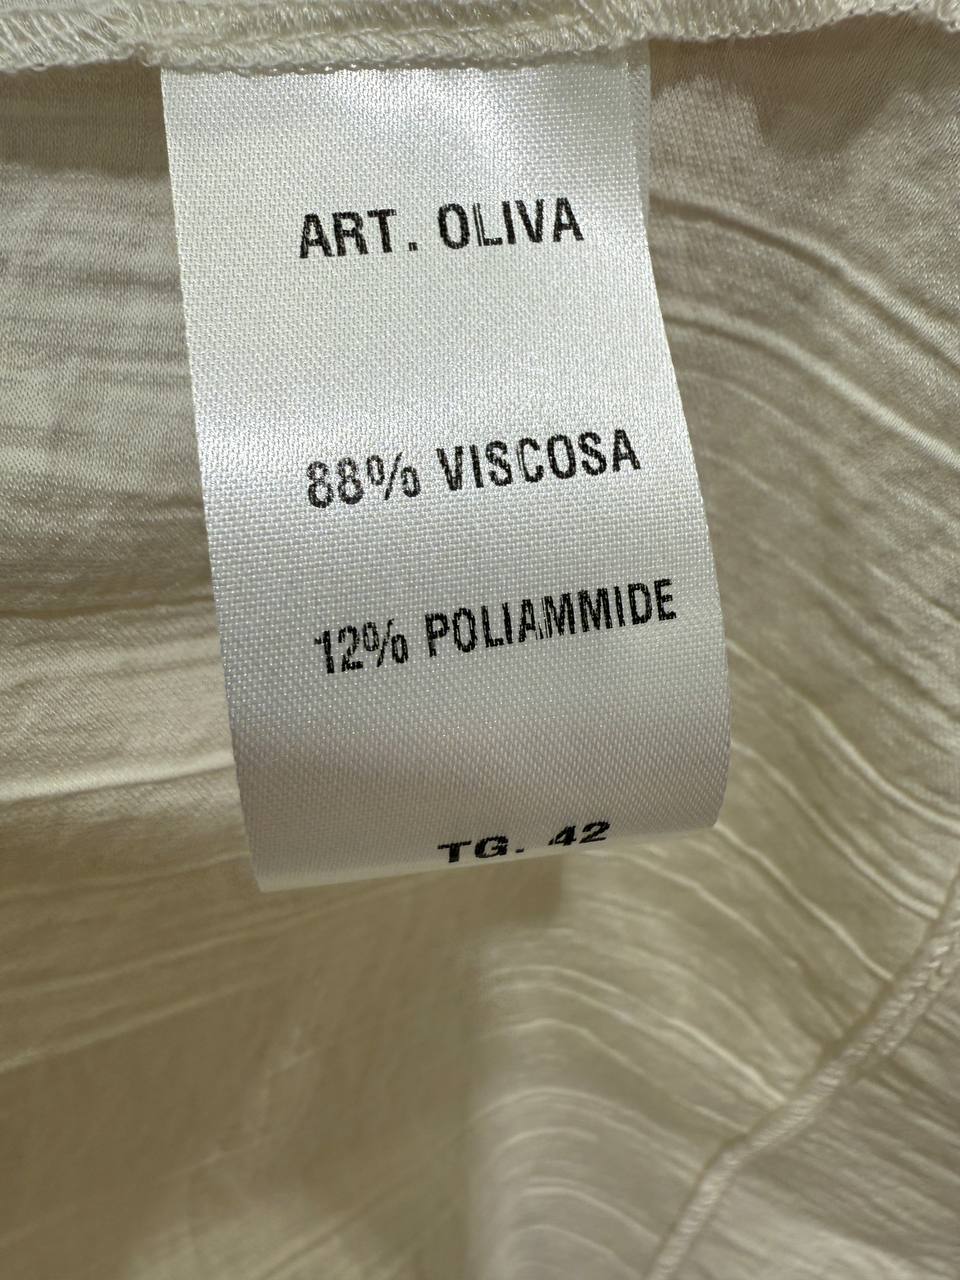 ART. OLIVA
88% VISCOSA
12% POLIAMMIDE
TG. 42